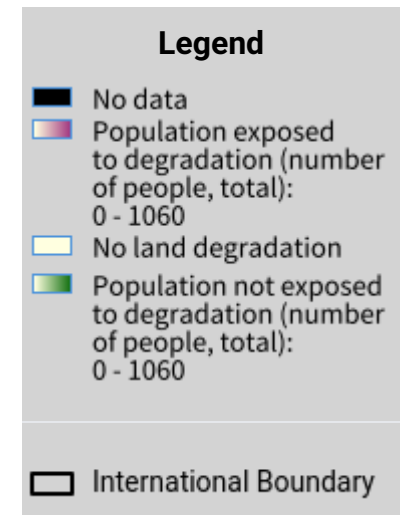 Legend
No data
Population exposed
to degradation (number
of people, total):
0 - 1060
No land degradation
Population not exposed
to degradation (number
of people, total):
0 - 1060
International Boundary